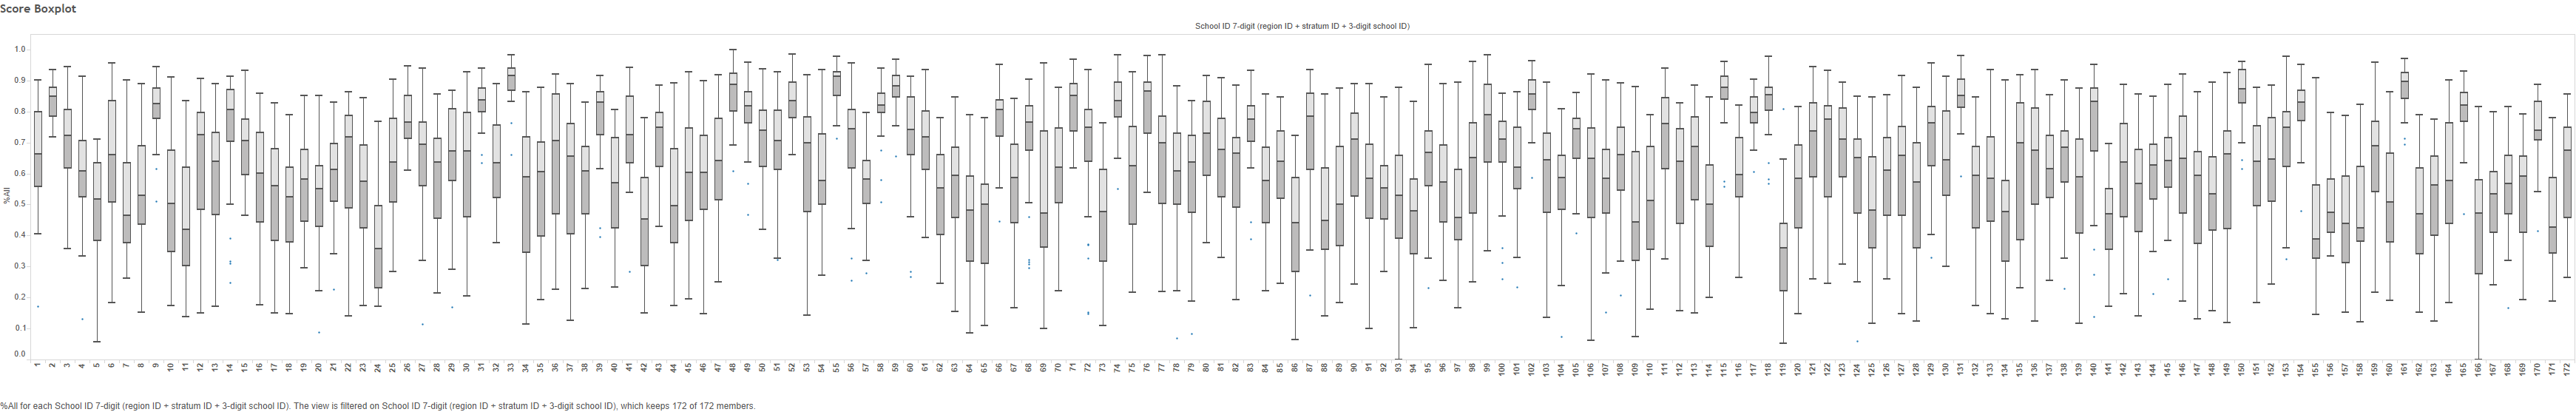 Score Boxplot
School ID 7-digit (region ID + stratum ID + 3-digit school ID)
%All
1.0
0.9
0.8
0.7
0.6
0.5
0.4
0.3
0.2
0.1
0.0
1 2 3 4 5 6 7 8 9 10 11 12 13 14 15 16 17 18 19 20 21 22 23 24 25 26 27 28 29 30 31 32 33 34 35 36 37 38 39 40 41 42 43 44 45 46 47 48 49 50 51 52 53 54 55 56 57 58 59 60 61 62 63 64 65 66 67 68 69 70 71 72 73 74 75 76 77 78 79 80 81 82 83 84 85 86 87 88 89 90 91 92 93 94 95 96 97 98 99 100 101 102 103 104 105 106 107 108 109 110 111 112 113 114 115 116 117 118 119 120 121 122 123 124 125 126 127 128 129 130 131 132 133 134 135 136 137 138 139 140 141 142 143 144 145 146 147 148 149 150 151 152 153 154 155 156 157 158 159 160 161 162 163 164 165 166 167 168 169 170 171 172
%All for each School ID 7-digit (region ID + stratum ID + 3-digit school ID). The view is filtered on School ID 7-digit (region ID + stratum ID + 3-digit school ID), which keeps 172 of 172 members.